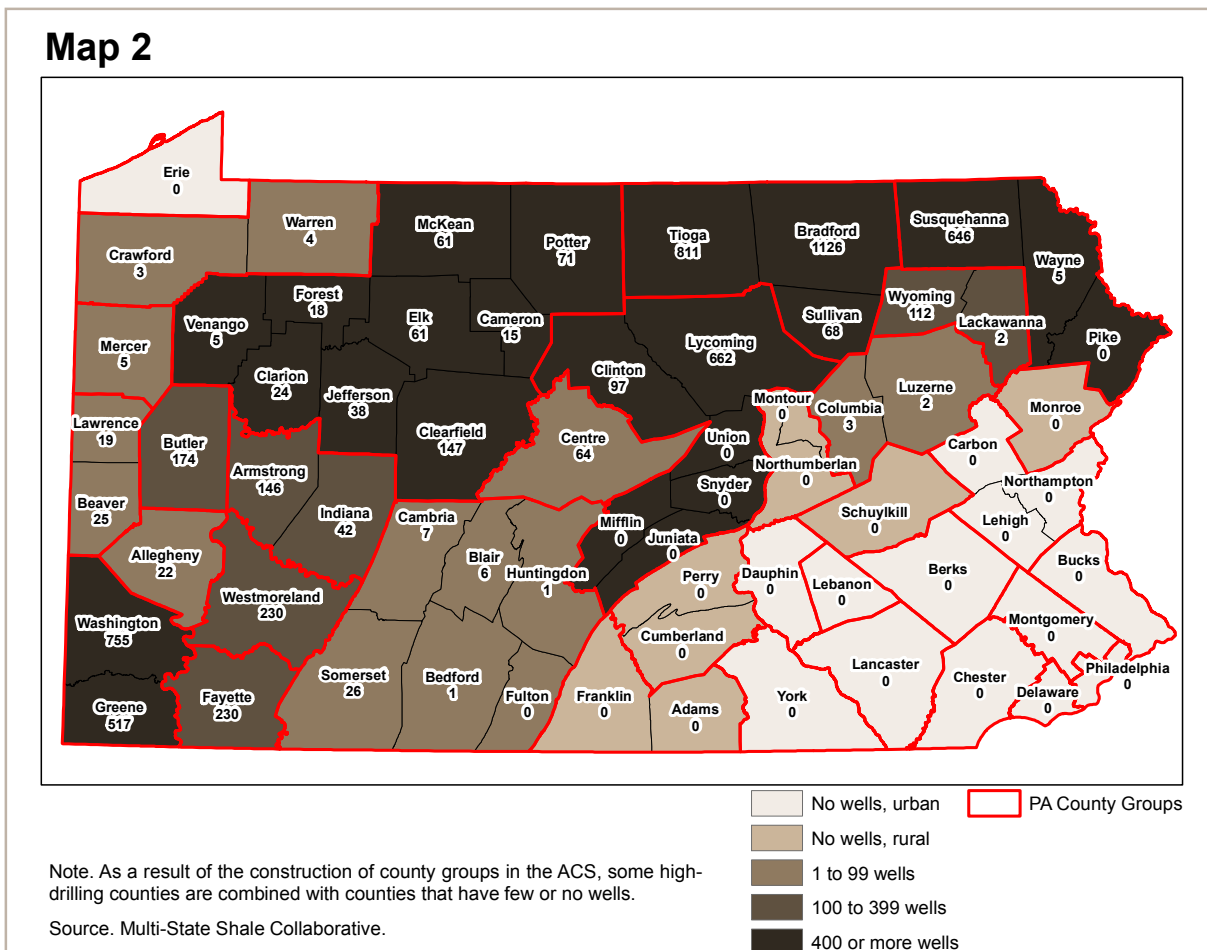 Map 2
Erie
0
Warren
4
McKean
61
Potter
71
Tioga
811
Bradford
1126
Susquehanna
646
Wayne
5
Crawford
3
Forest
18
Venango
5
Elk
61
Cameron
15
Sullivan
68
Wyoming
112
Lackawanna
2
Pike
0
Mercer
5
Clarion
24
Jefferson
38
Clinton
97
Lycoming
662
Luzerne
2
Monroe
0
Lawrence
19
Butler
174
Armstrong
146
Clearfield
147
Centre
64
Union
0
Montour
0
Columbia
3
Carbon
0
Northumberlan
0
Northampton
0
Snyder
0
Beaver
25
Indiana
42
Cambria
7
Mifflin
0
Juniata
0
Schuylkill
0
Lehigh
0
Allegheny
22
Blair
6
Huntingdon
1
Perry
0
Dauphin
0
Lebanon
0
Berks
0
Bucks
0
Westmoreland
230
Washington
755
Cumberland
0
Montgomery
0
Greene
517
Fayette
230
Somerset
26
Bedford
1
Fulton
0
Franklin
0
Adams
0
York
0
Lancaster
0
Chester
0
Delaware
0
Philadelphia
0
No wells, urban
PA County Groups
No wells, rural
1 to 99 wells
100 to 399 wells
400 or more wells
Note. As a result of the construction of county groups in the ACS, some high-
drilling counties are combined with counties that have few or no wells.
Source. Multi-State Shale Collaborative.